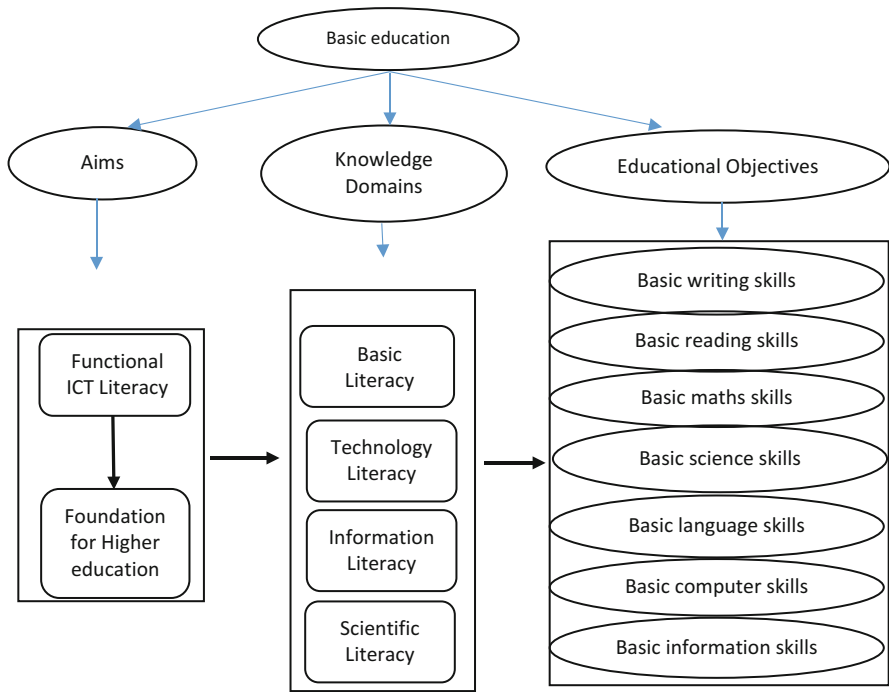 Basic education
Aims
Knowledge
Domains
Educational Objectives
Functional
ICT Literacy
Foundation
for Higher
education
Basic
Literacy
Technology
Literacy
Information
Literacy
Scientific
Literacy
Basic writing skills
Basic reading skills
Basic maths skills
Basic science skills
Basic language skills
Basic computer skills
Basic information skills